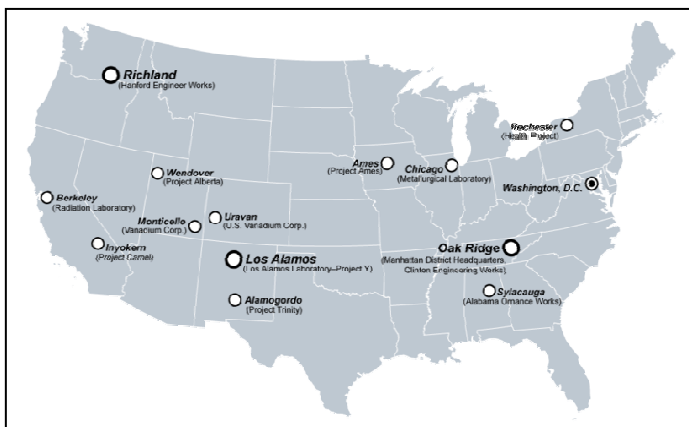 Richland
(Hanford Engineer Works)
Rochester
(Health Project)
Ames
(Project Ames)
Chicago
(Metallurgical Laboratory)
Wendover
(Project Alberta)
Washington, D.C.
Berkeley
(Radiation Laboratory)
Monticello
(Vanadium Corp.)
Uravan
(U.S. Vanadium Corp.)
Inyokern
(Project Camel)
Los Alamos
(Los Alamos Laboratory–Project Y)
Oak Ridge
(Manhattan District Headquarters,
Clinton Engineering Works)
Alamogordo
(Project Trinity)
Sylacauga
(Alabama Ornance Works)